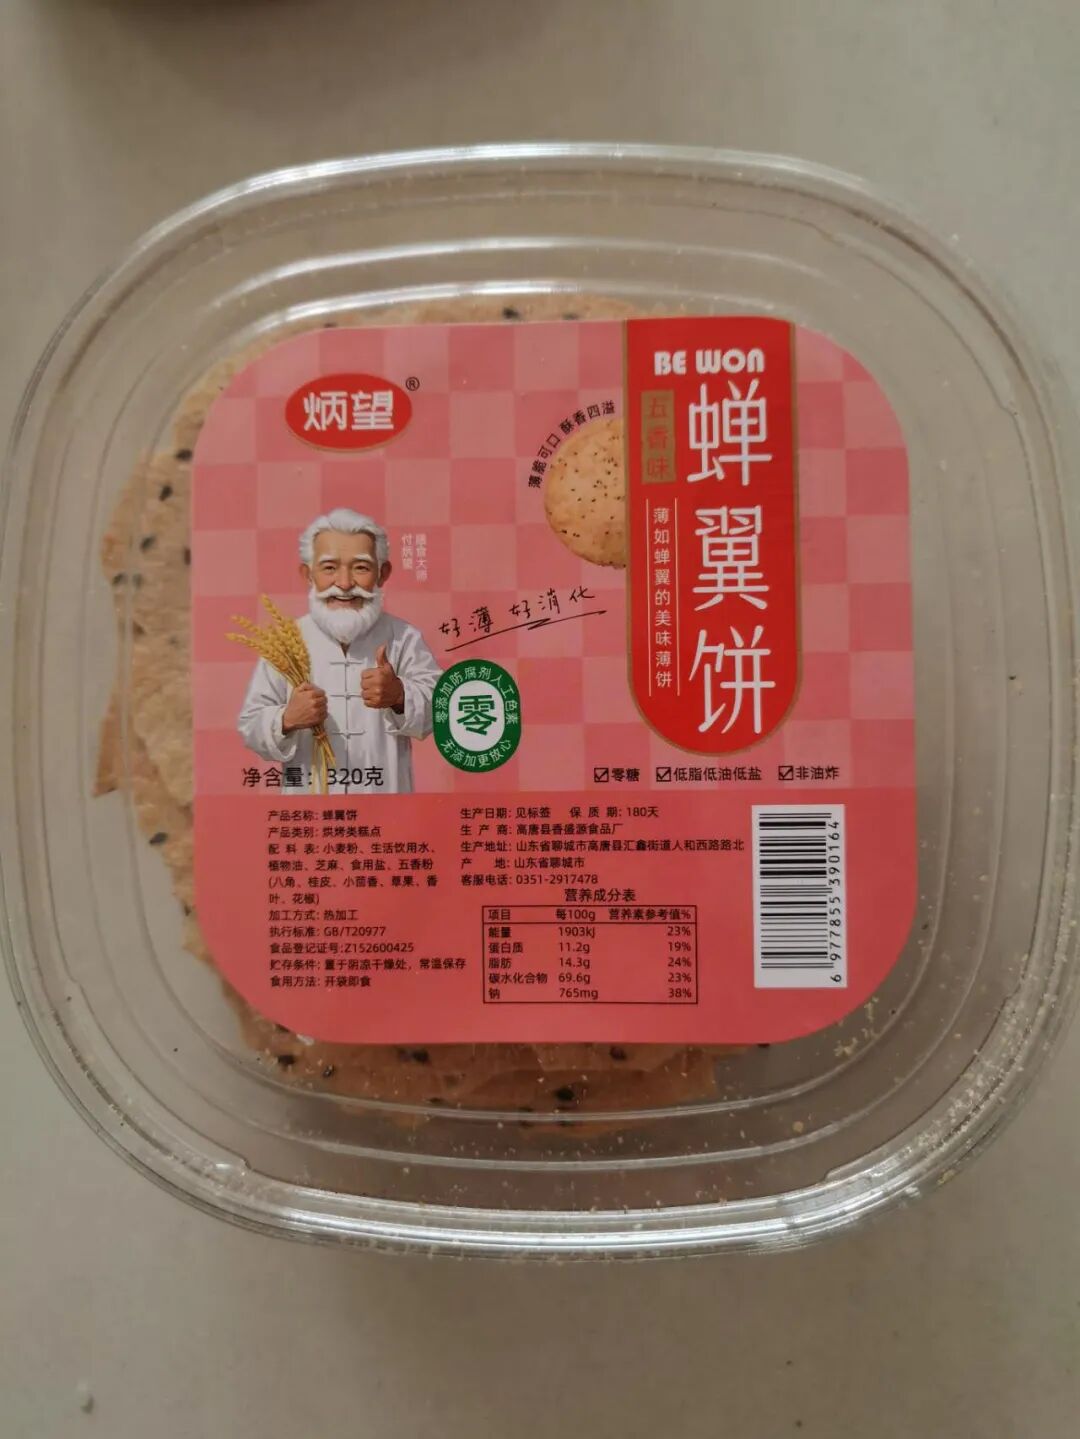 炳望®
BE WON
五香味
蝉翼饼
薄如蝉翼的美味薄饼
薄脆可口 酥香四溢
膳食大师
付炳望
好薄 好消化
零添加防腐剂人工色素
零
无添加更放心
净含量：320克
☑零糖 ☑低脂低油低盐 ☑非油炸
产品名称: 蝉翼饼
产品类别: 烘烤类糕点
配 料 表: 小麦粉、生活饮用水、
植物油、芝麻、食用盐、五香粉
(八角、桂皮、小茴香、草果、香
叶、花椒)
加工方式: 热加工
执行标准: GB/T20977
食品登记证号:Z152600425
贮存条件: 置于阴凉干燥处，常温保存
食用方法: 开袋即食
生产日期: 见标签 保 质 期: 180天
生 产 商: 高唐县香盛源食品厂
生产地址: 山东省聊城市高唐县汇鑫街道人和西路路北
产 地: 山东省聊城市
客服电话: 0351-2917478
营养成分表
项目 每100g 营养素参考值%
能量 1903kJ 23%
蛋白质 11.2g 19%
脂肪 14.3g 24%
碳水化合物 69.6g 23%
钠 765mg 38%
6 977855 390164